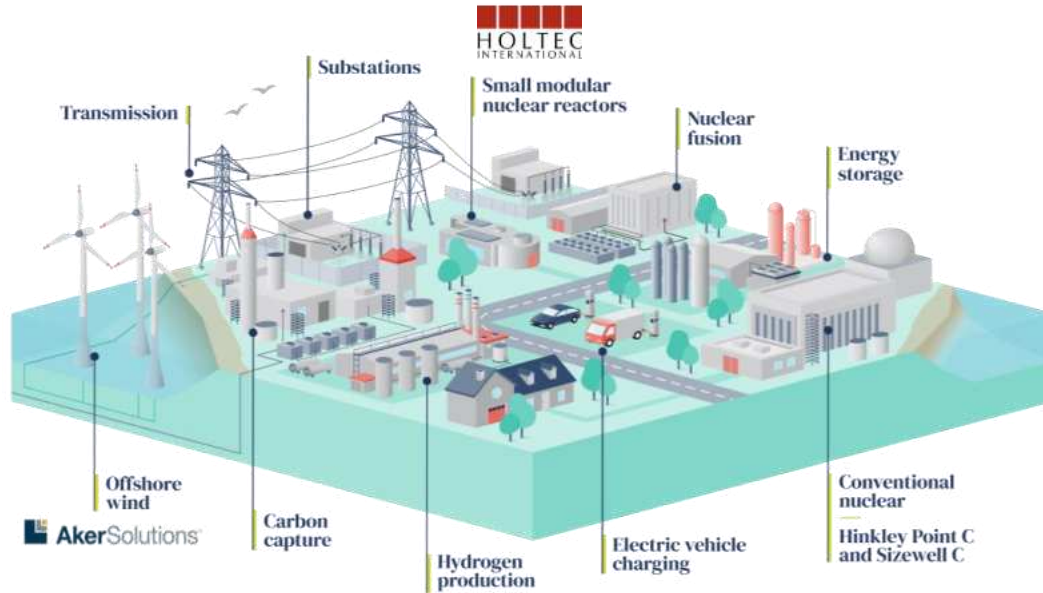 HOLTEC
INTERNATIONAL
Substations
Small modular
nuclear reactors
Transmission
Nuclear
fusion
Energy
storage
Offshore
wind
AkerSolutions
Carbon
capture
Hydrogen
production
Electric vehicle
charging
Conventional
nuclear
Hinkley Point C
and Sizewell C